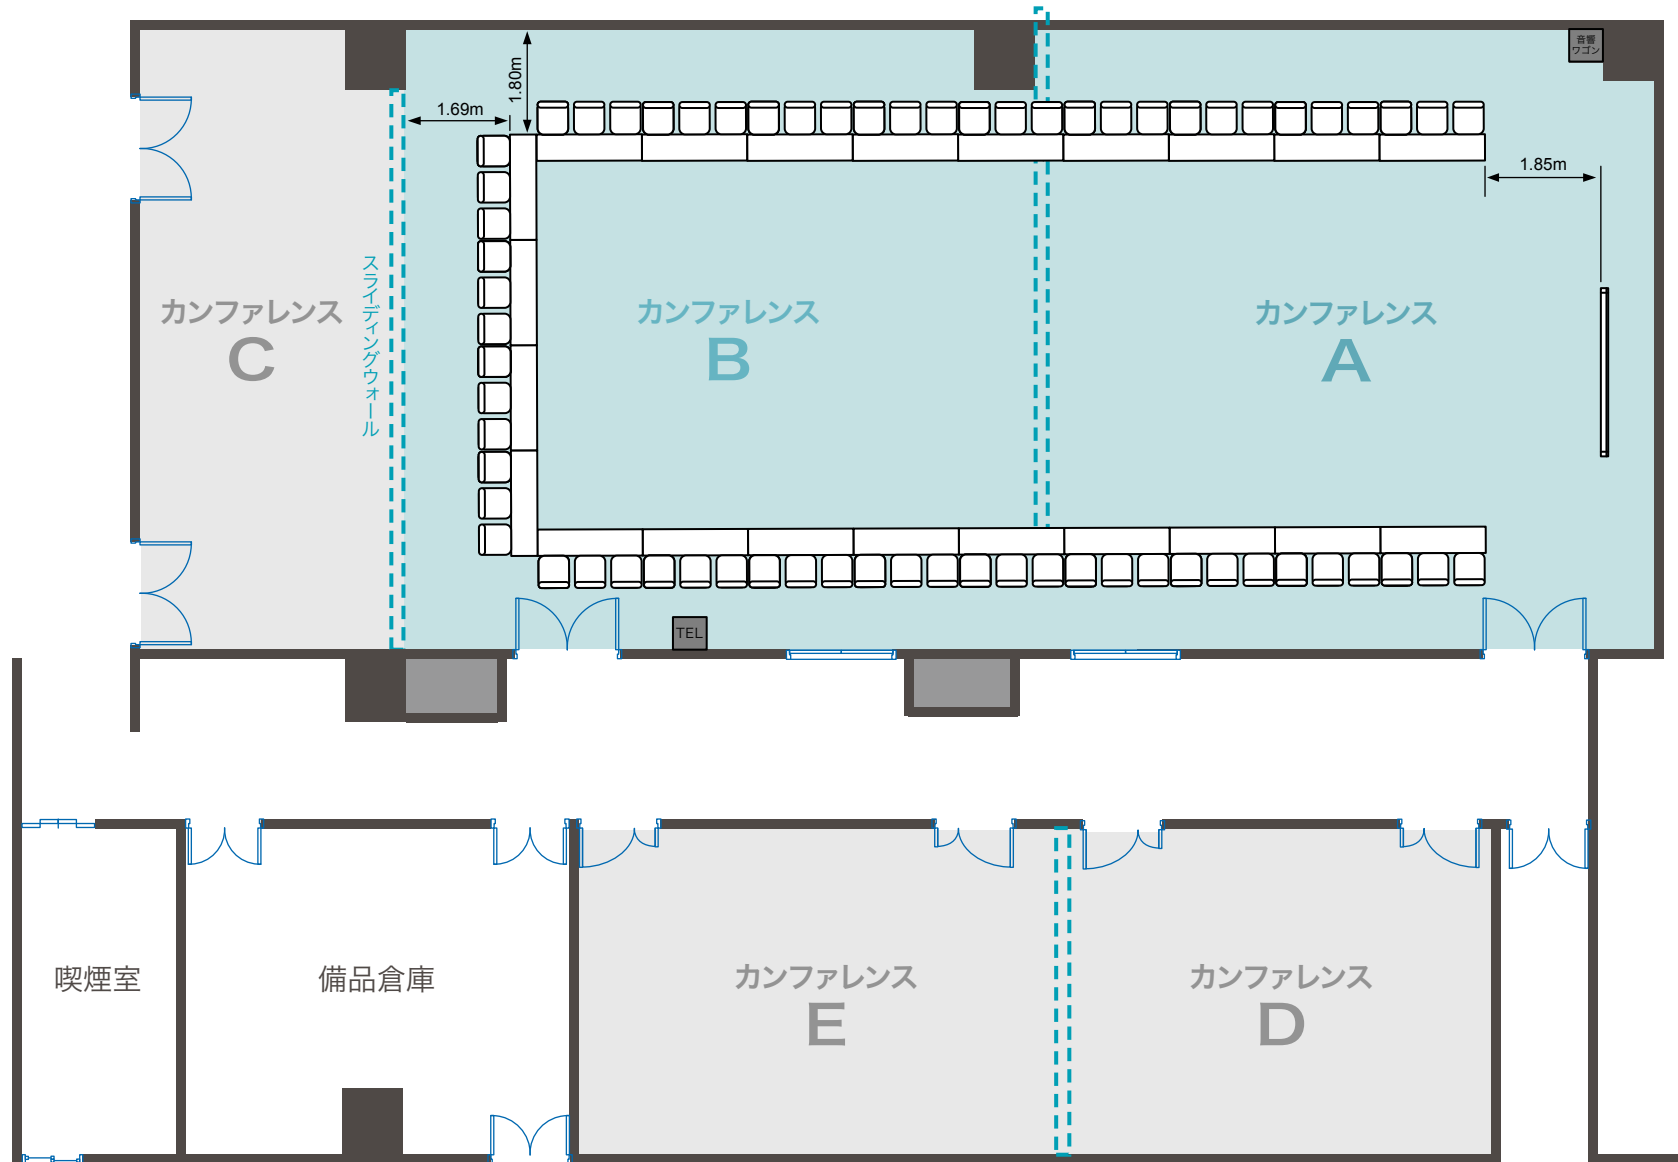 音響
ワゴン
1.80m
1.69m
1.85m
スライディングウォール
カンファレンス
C
カンファレンス
B
カンファレンス
A
TEL
喫煙室
備品倉庫
カンファレンス
E
カンファレンス
D